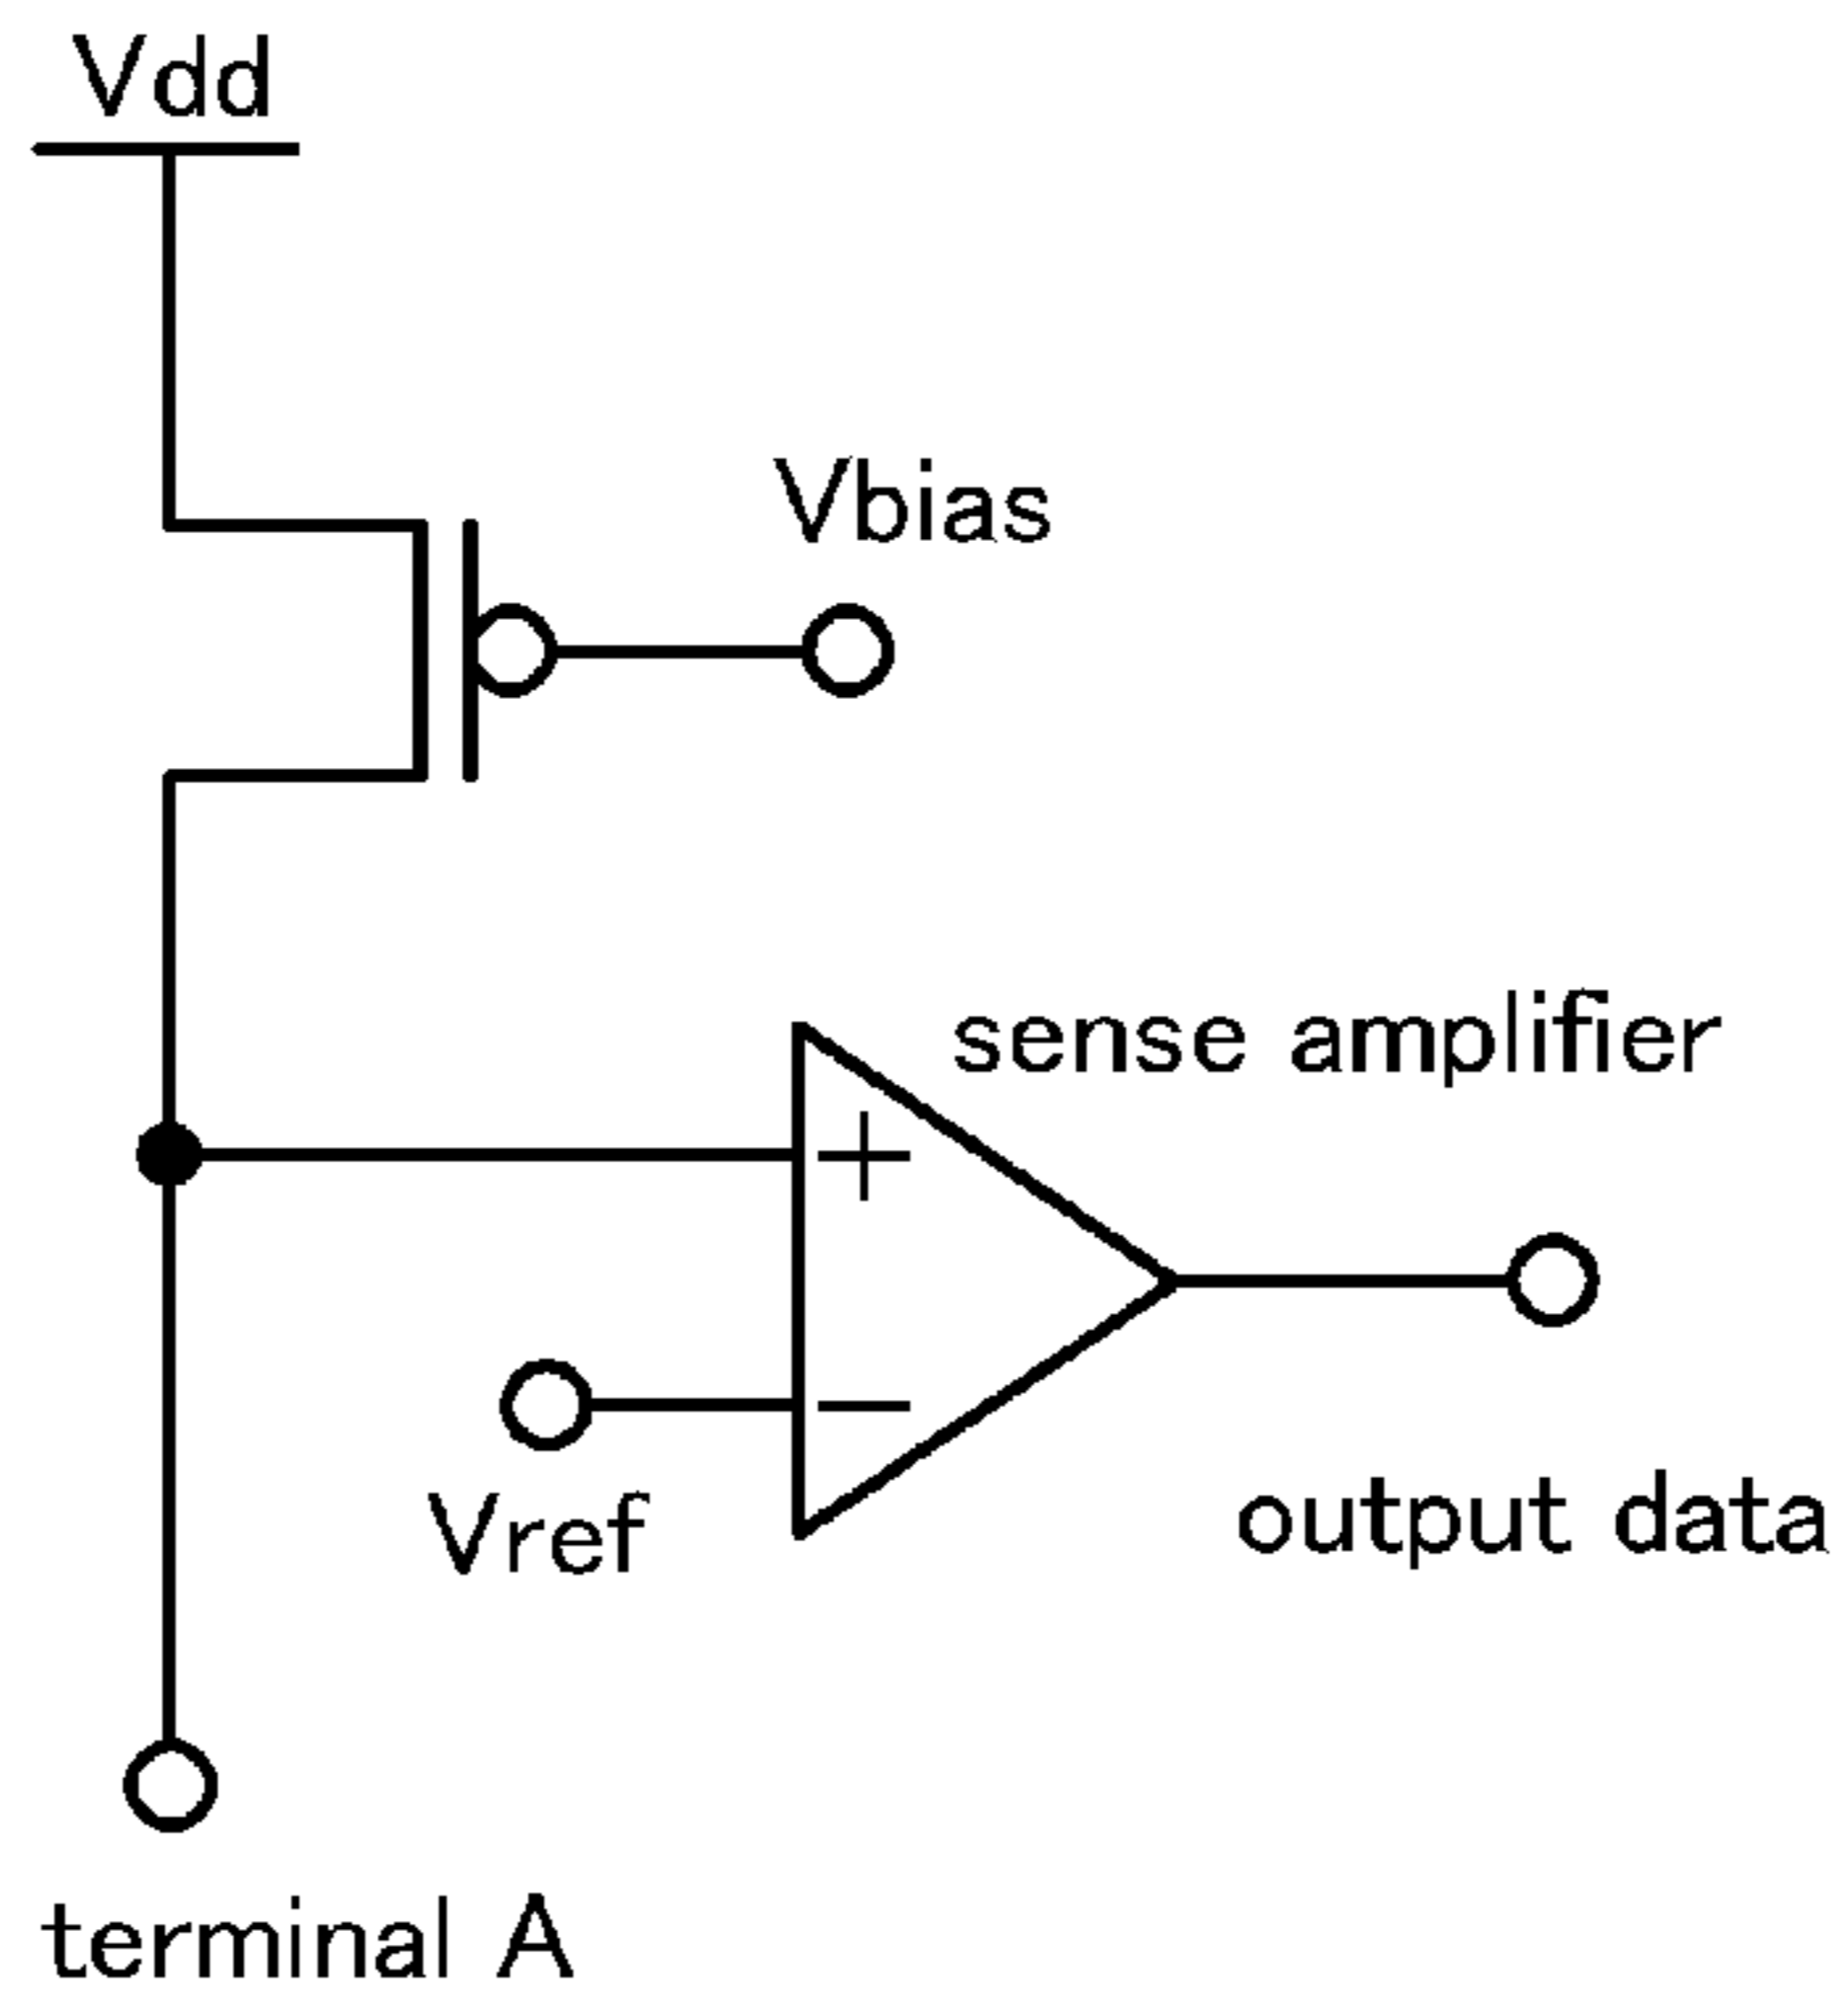 Vdd
Vbias
sense amplifier
+
−
Vref
output data
terminal A